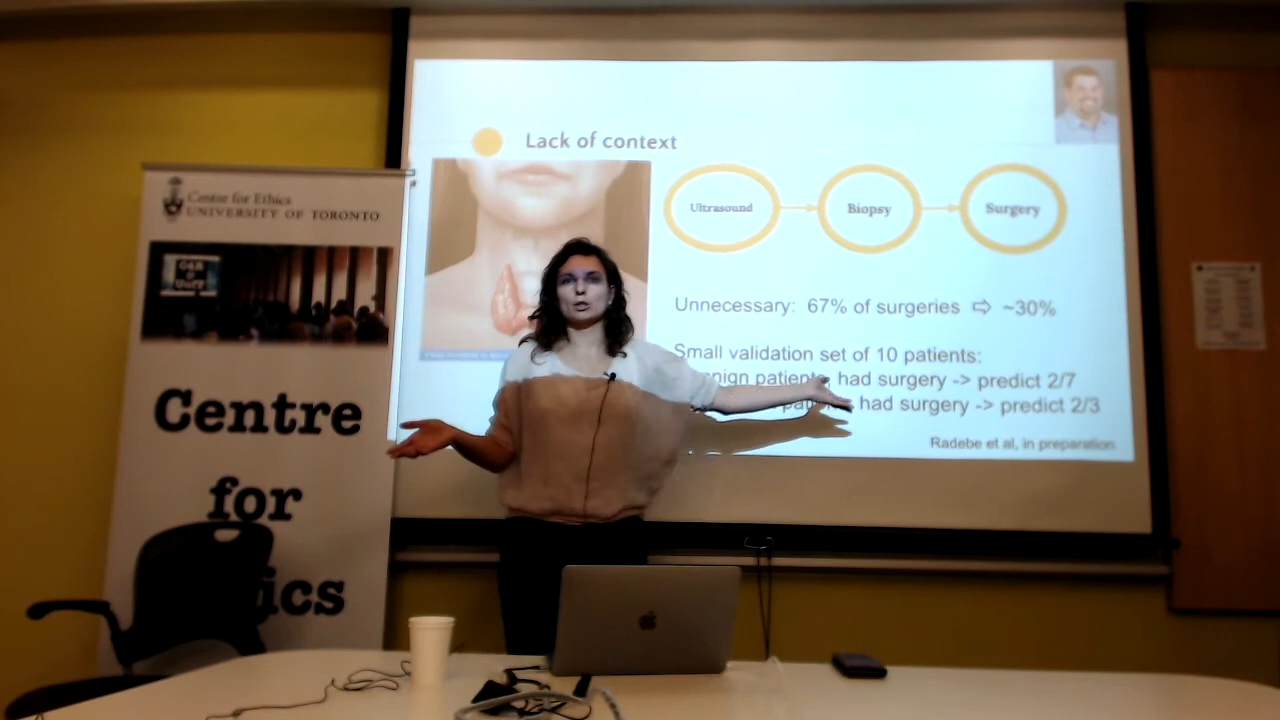 Lack of context
Ultrasound
Biopsy
Surgery
Unnecessary: 67% of surgeries ⇨ ~30%
Small validation set of 10 patients:
patients had surgery -> predict 2/7
had surgery -> predict 2/3
Radebe et al, in preparation
Centre for Ethics
UNIVERSITY OF TORONTO
Centre
for
ics